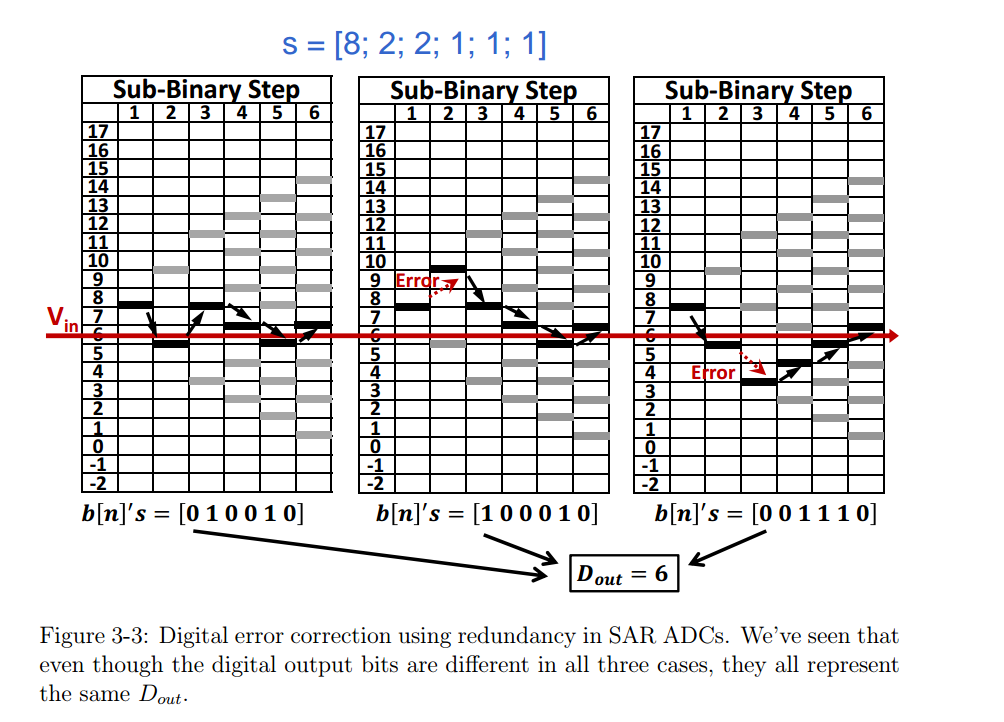 s = [8; 2; 2; 1; 1; 1]
Sub-Binary Step Sub-Binary Step Sub-Binary Step
1 2 3 4 5 6 1 2 3 4 5 6 1 2 3 4 5 6
17 17 17
16 16 16
15 15 15
14 14 14
13 13 13
12 12 12
11 11 11
10 10 10
9 9 Error 9
8 8 8
Vin 7 7 7
6 6 6
5 5 5
4 4 4 Error
3 3 3
2 2 2
1 1 1
0 0 0
-1 -1 -1
-2 -2 -2
b[n]'s = [0 1 0 0 1 0] b[n]'s = [1 0 0 0 1 0] b[n]'s = [0 0 1 1 1 0]
Dout = 6
Figure 3-3: Digital error correction using redundancy in SAR ADCs. We've seen that
even though the digital output bits are different in all three cases, they all represent
the same Dout.